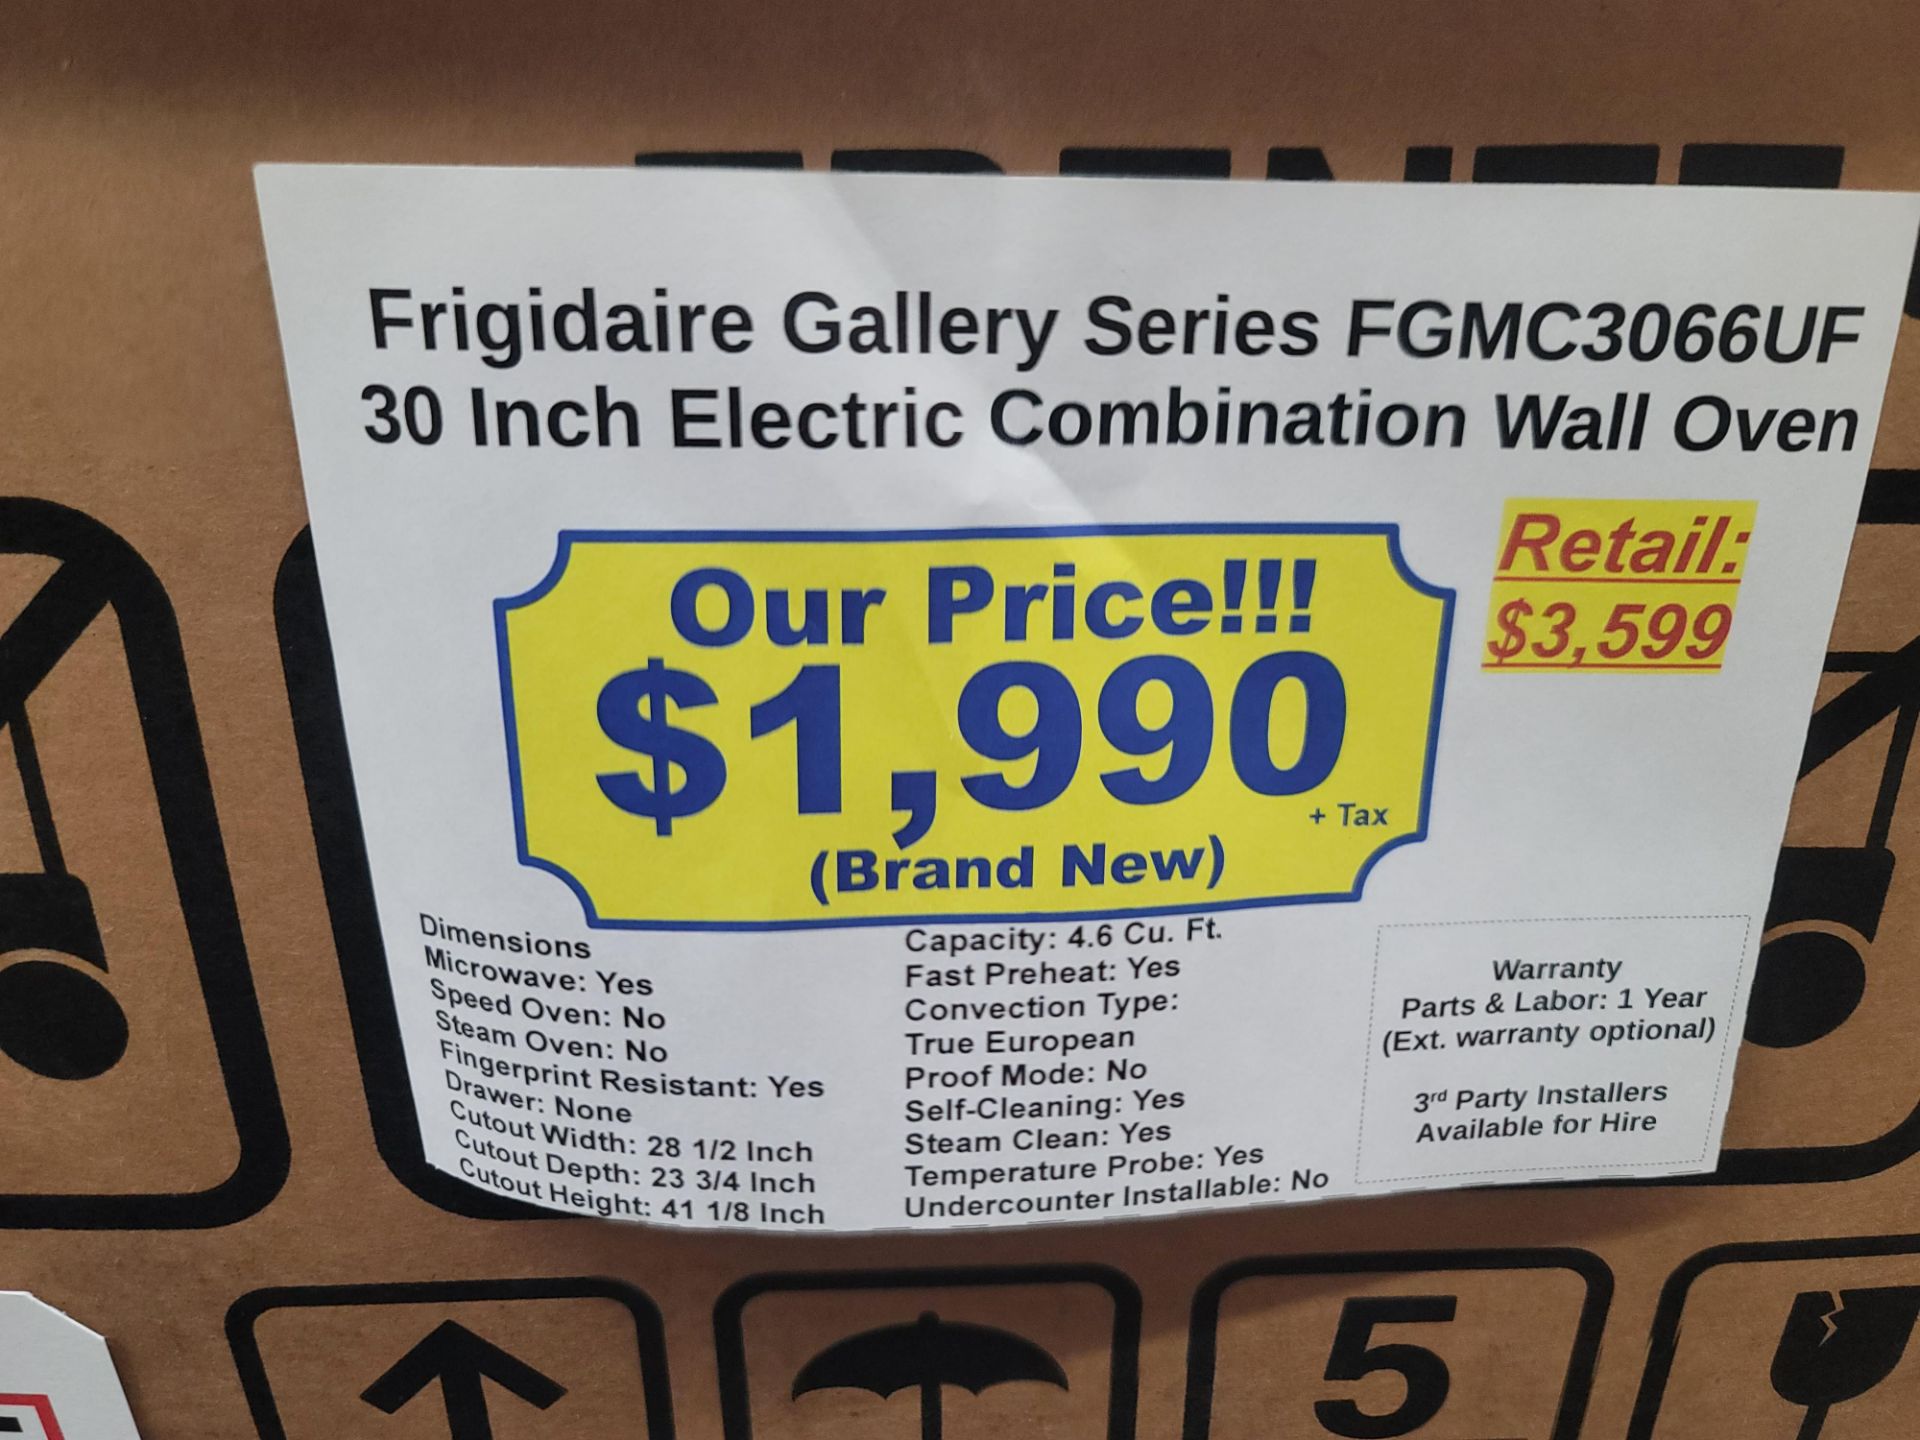 Frigidaire Gallery Series FGMC3066UF
30 Inch Electric Combination Wall Oven
Retail:
$3,599
Our Price!!!
$1,990
+ Tax
(Brand New)
Dimensions
Microwave: Yes
Speed Oven: No
Steam Oven: No
Fingerprint Resistant: Yes
Drawer: None
Cutout Width: 28 1/2 Inch
Cutout Depth: 23 3/4 Inch
Cutout Height: 41 1/8 Inch
Capacity: 4.6 Cu. Ft.
Fast Preheat: Yes
Convection Type:
True European
Proof Mode: No
Self-Cleaning: Yes
Steam Clean: Yes
Temperature Probe: Yes
Undercounter Installable: No
Warranty
Parts & Labor: 1 Year
(Ext. warranty optional)
3rd Party Installers
Available for Hire
5